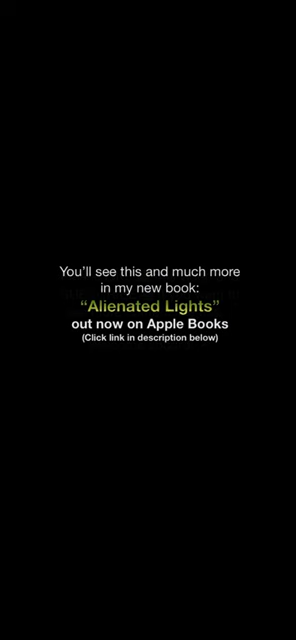 You’ll see this and much more
in my new book:
“Alienated Lights”
out now on Apple Books
(Click link in description below)